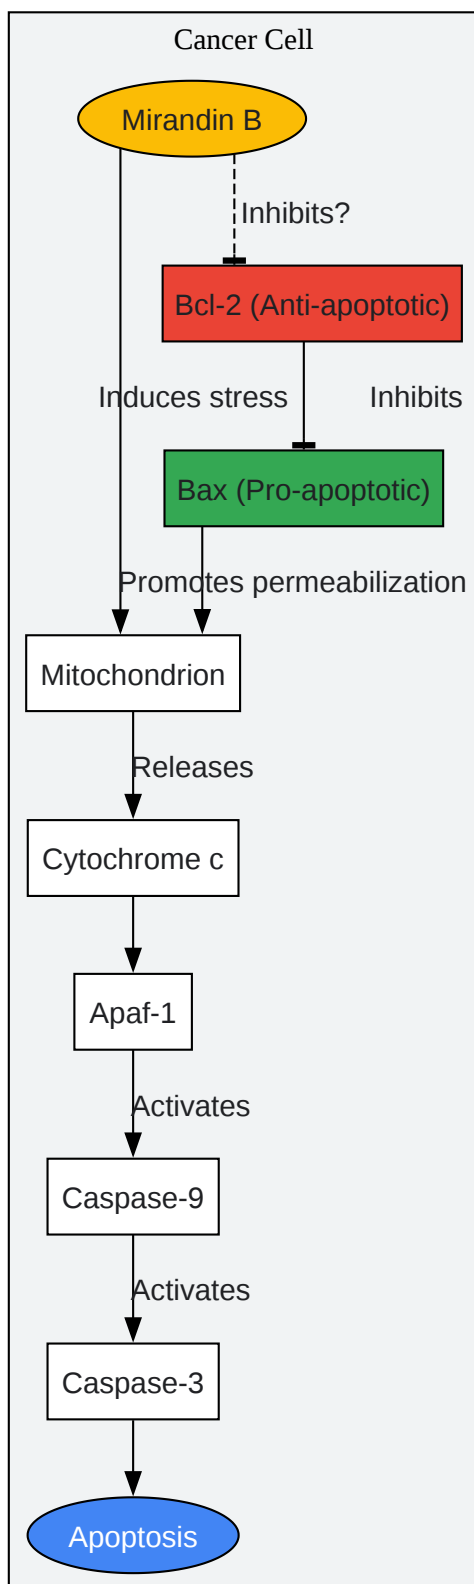 Cancer Cell
Mirandin B
Inhibits?
Bcl-2 (Anti-apoptotic)
Induces stress
Inhibits
Bax (Pro-apoptotic)
Promotes permeabilization
Mitochondrion
Releases
Cytochrome c
Apaf-1
Activates
Caspase-9
Activates
Caspase-3
Apoptosis